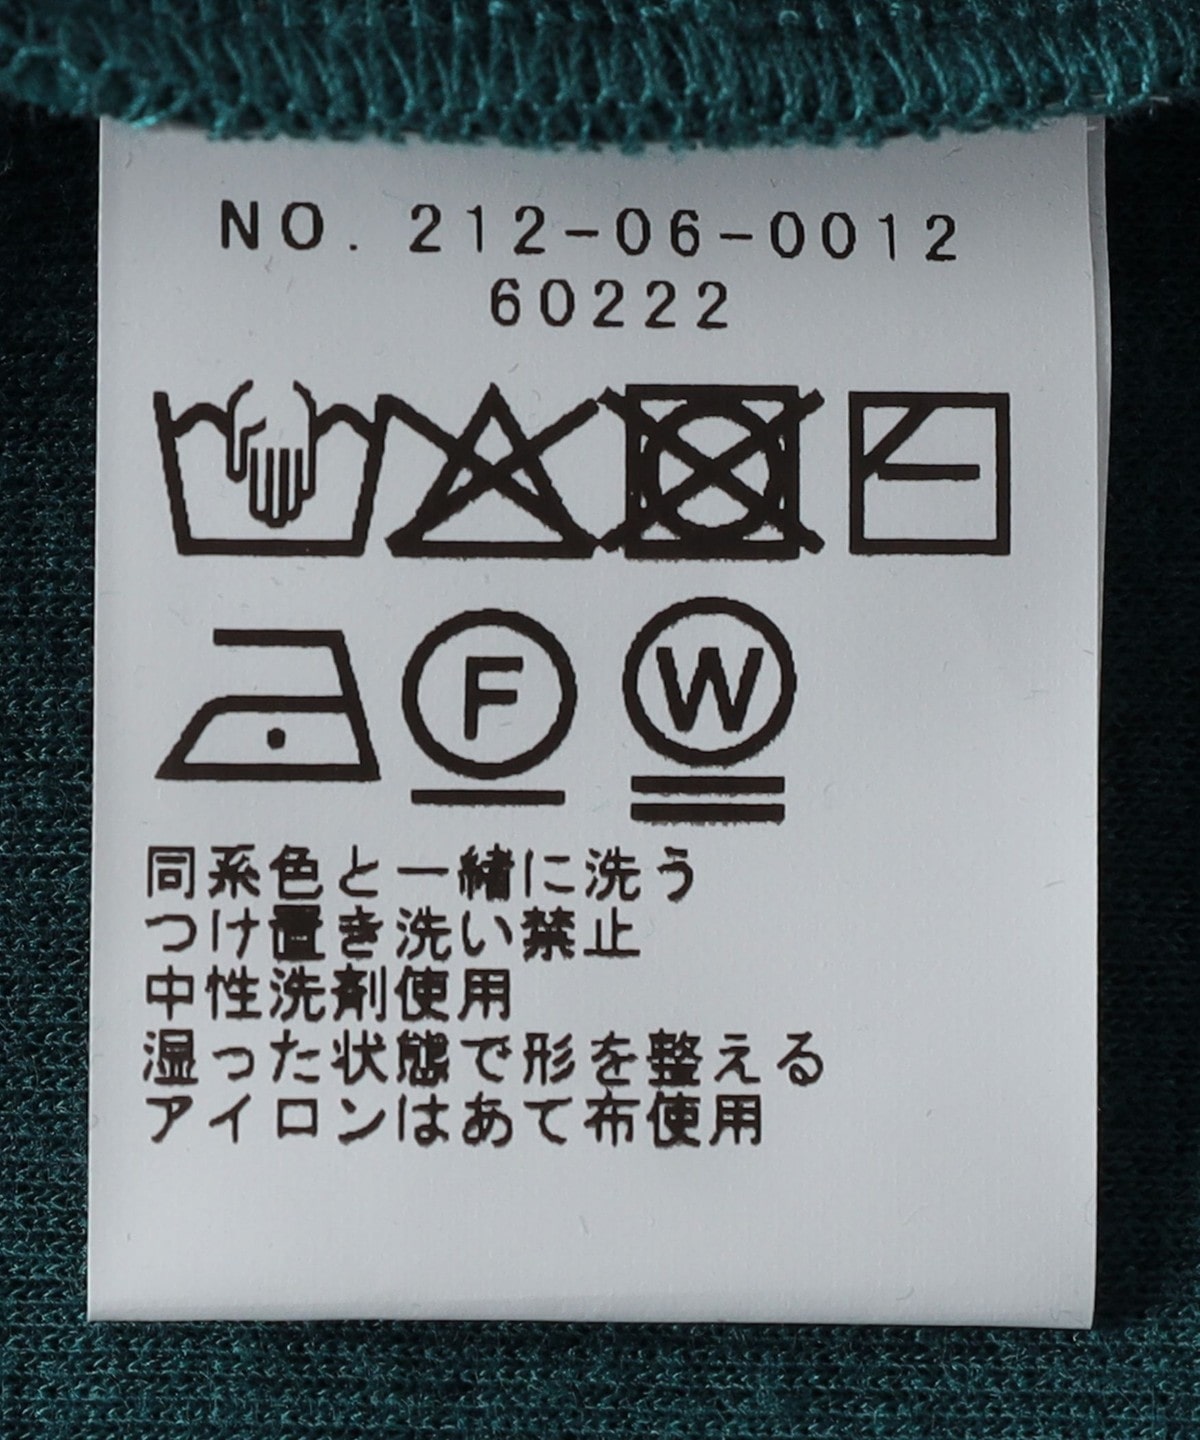 NO. 212-06-0012
60222
F
W
同系色と一緒に洗う
つけ置き洗い禁止
中性洗剤使用
湿った状態で形を整える
アイロンはあて布使用